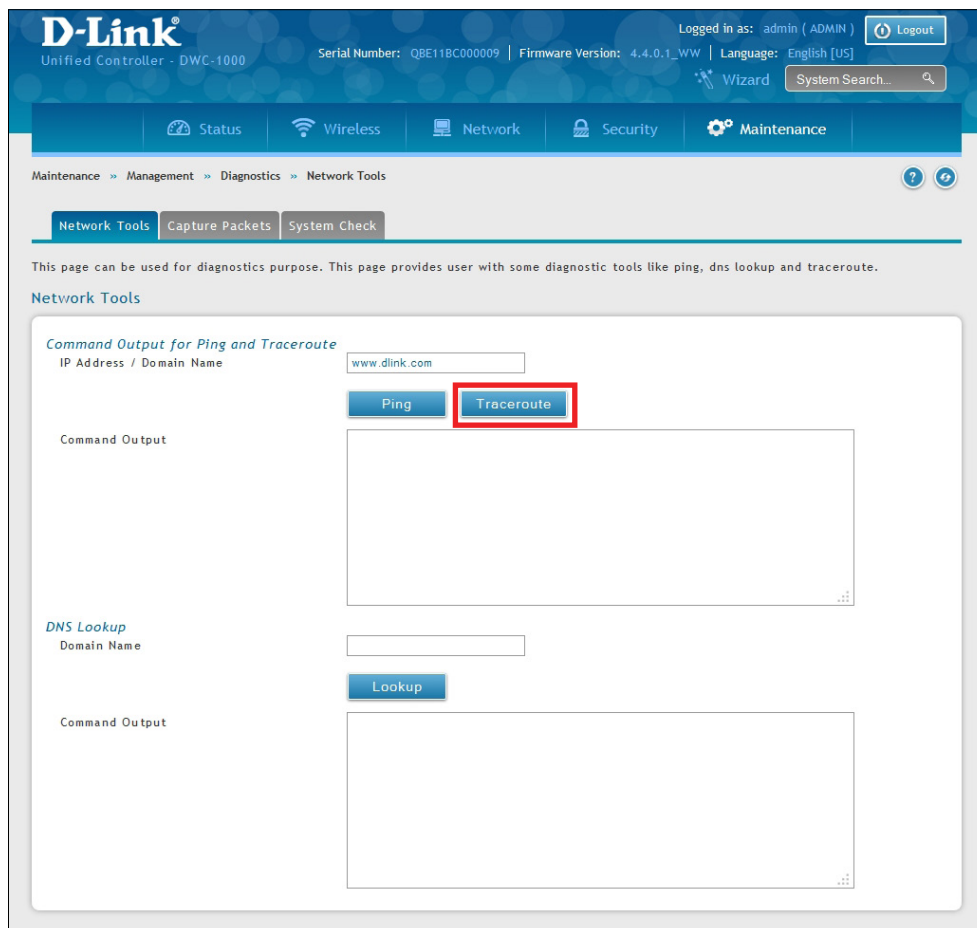 D-Link®
Unified Controller - DWC-1000
Logged in as: admin ( ADMIN )
Logout
Serial Number: QBE11BC000009 | Firmware Version: 4.4.0.1_WW | Language: English [US]
Wizard
System Search...
Status
Wireless
Network
Security
Maintenance
Maintenance » Management » Diagnostics » Network Tools
?
Network Tools
Capture Packets
System Check
This page can be used for diagnostics purpose. This page provides user with some diagnostic tools like ping, dns lookup and traceroute.
Network Tools
Command Output for Ping and Traceroute
IP Address / Domain Name
www.dlink.com
Ping
Traceroute
Command Output
DNS Lookup
Domain Name
Lookup
Command Output